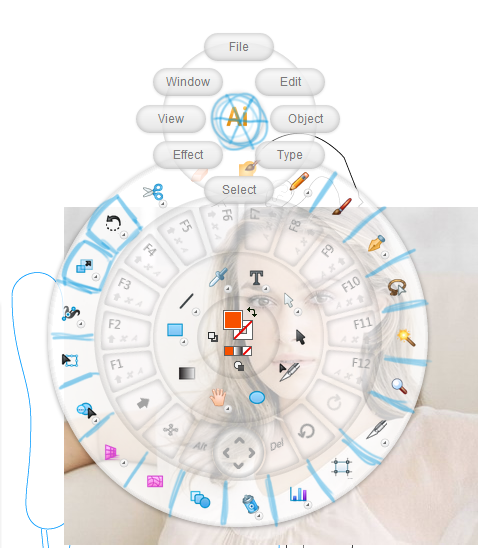 File
Window
Edit
Ai
View
Object
Effect
Type
Select
F6
F7
F5
F8
F4
F9
T
F3
F10
F2
F11
F1
F12
Alt
Del